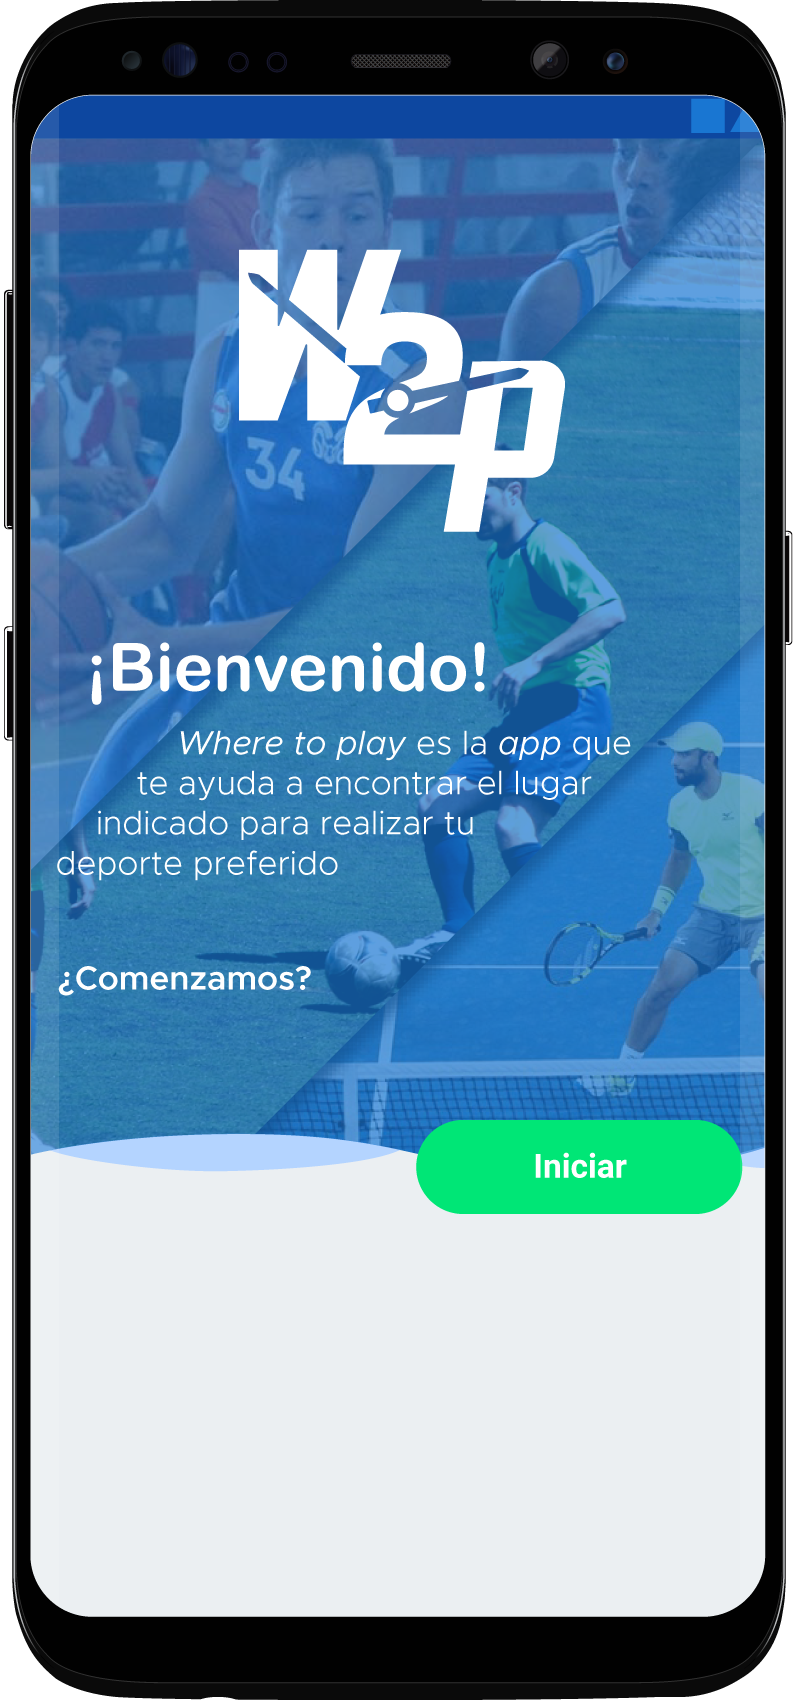 W2p
34
¡Bienvenido!
Where to play es la app que
te ayuda a encontrar el lugar
indicado para realizar tu
deporte preferido
¿Comenzamos?
Iniciar